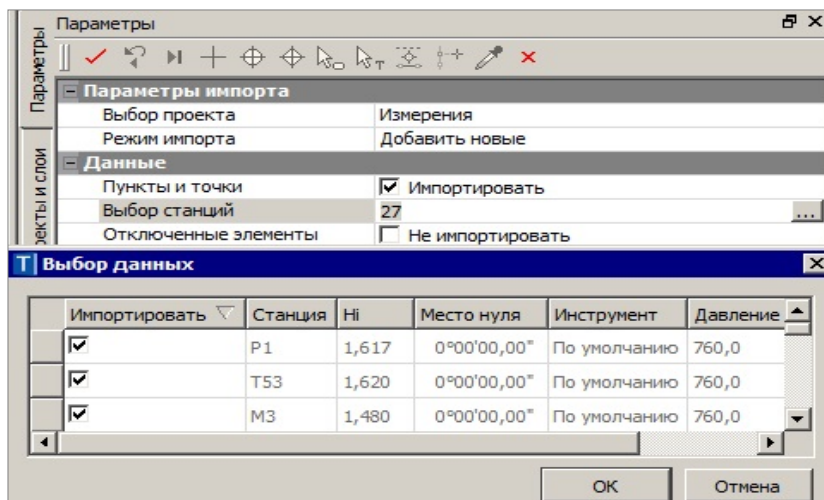 Параметры
Параметры
екты и слои
Параметры импорта
Выбор проекта Измерения
Режим импорта Добавить новые
Данные
Пункты и точки Импортировать
Выбор станций 27 ...
Отключенные элементы Не импортировать
T Выбор данных
Импортировать Станция Hi Место нуля Инструмент Давление
P1 1,617 0°00'00,00" По умолчанию 760,0
T53 1,620 0°00'00,00" По умолчанию 760,0
М3 1,480 0°00'00,00" По умолчанию 760,0
OK Отмена